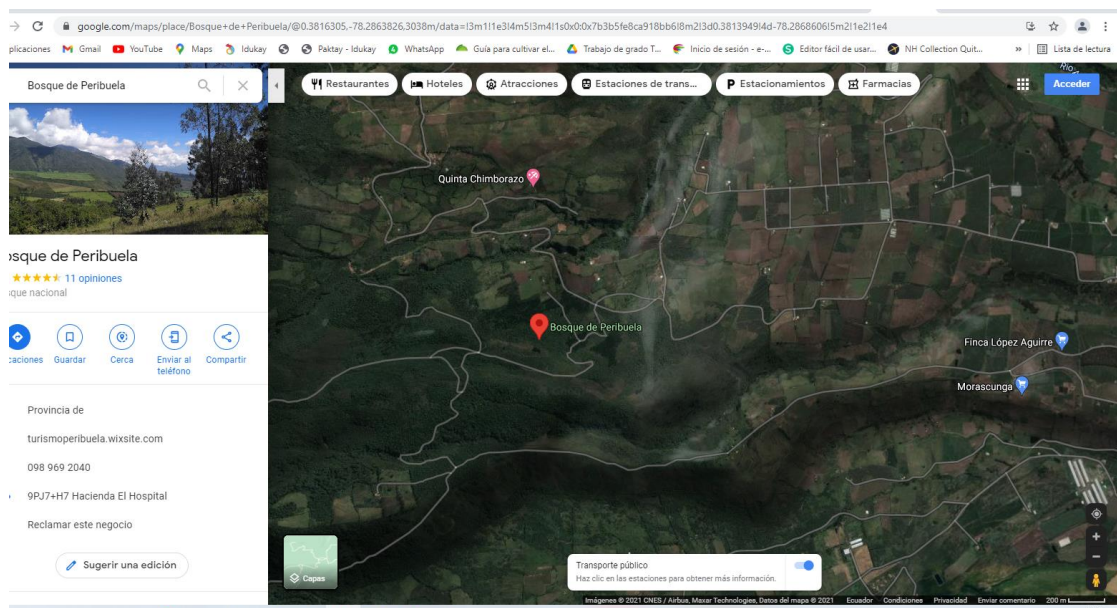 google.com/maps/place/Bosque+de+Peribuela/@0.3816305,-78.2863826,3038m/data=!3m1!1e3!4m5!3m4!1s0x0:0x7b3b5fe8ca918bb6!8m2!3d0.3813949!4d-78.2868606!5m2!1e2!1e4
plicaciones Gmail YouTube Maps Idukay Paktay - Idukay WhatsApp Guía para cultivar el... Trabajo de grado T... Inicio de sesión - e-... Editor fácil de usar... NH Collection Quit... » Lista de lectura
Bosque de Peribuela
Restaurantes Hoteles Atracciones Estaciones de trans... Estacionamientos Farmacias Acceder
Quinta Chimborazo
osque de Peribuela
11 opiniones
sque nacional
Bosque de Peribuela
Finca López Aguirre
caciones Guardar Cerca Enviar al teléfono Compartir
Morascunga
Provincia de
turismoperibuela.wixsite.com
098 969 2040
9PJ7+H7 Hacienda El Hospital
Reclamar este negocio
Sugerir una edición
Capas
Transporte público
Haz clic en las estaciones para obtener más información.
Imágenes © 2021 CNES / Airbus, Maxar Technologies, Datos del mapa © 2021 Ecuador Condiciones Privacidad Enviar comentario 200 m